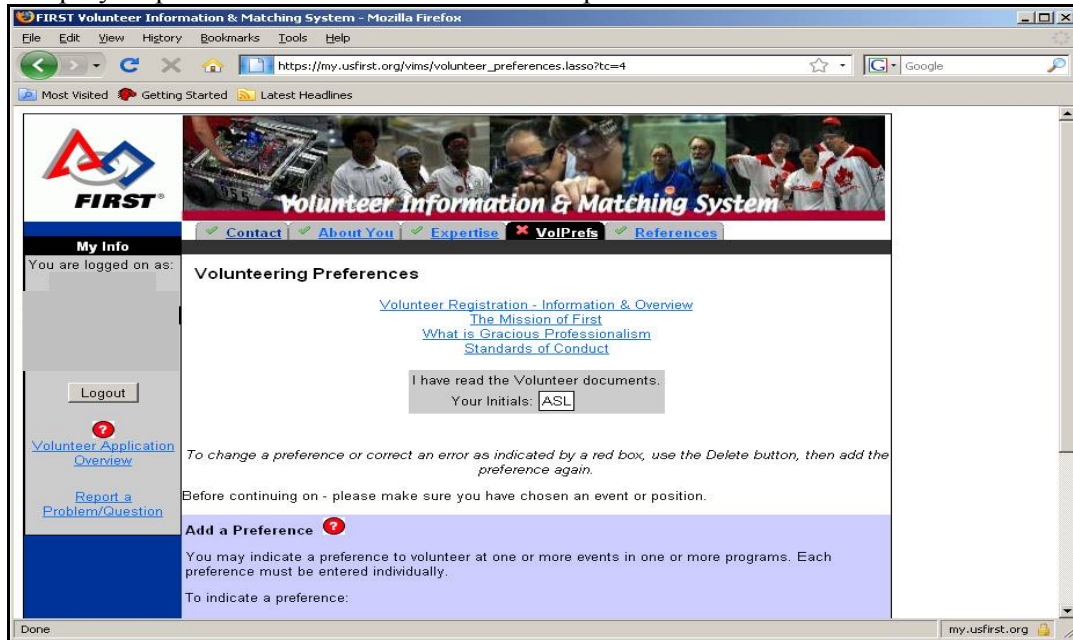 FIRST Volunteer Information & Matching System - Mozilla Firefox
File Edit View History Bookmarks Tools Help
https://my.usfirst.org/vims/volunteer_preferences.lasso?tc=4
G Google
Most Visited Getting Started Latest Headlines
FIRST®
Volunteer Information & Matching System
Contact About You Expertise VolPrefs References
My Info
You are logged on as:
Logout
Volunteer Application
Overview
Report a
Problem/Question
Volunteering Preferences
Volunteer Registration - Information & Overview
The Mission of First
What is Gracious Professionalism
Standards of Conduct
I have read the Volunteer documents.
Your Initials: ASL
To change a preference or correct an error as indicated by a red box, use the Delete button, then add the
preference again.
Before continuing on - please make sure you have chosen an event or position.
Add a Preference ?
You may indicate a preference to volunteer at one or more events in one or more programs. Each
preference must be entered individually.
To indicate a preference:
Done
my.usfirst.org